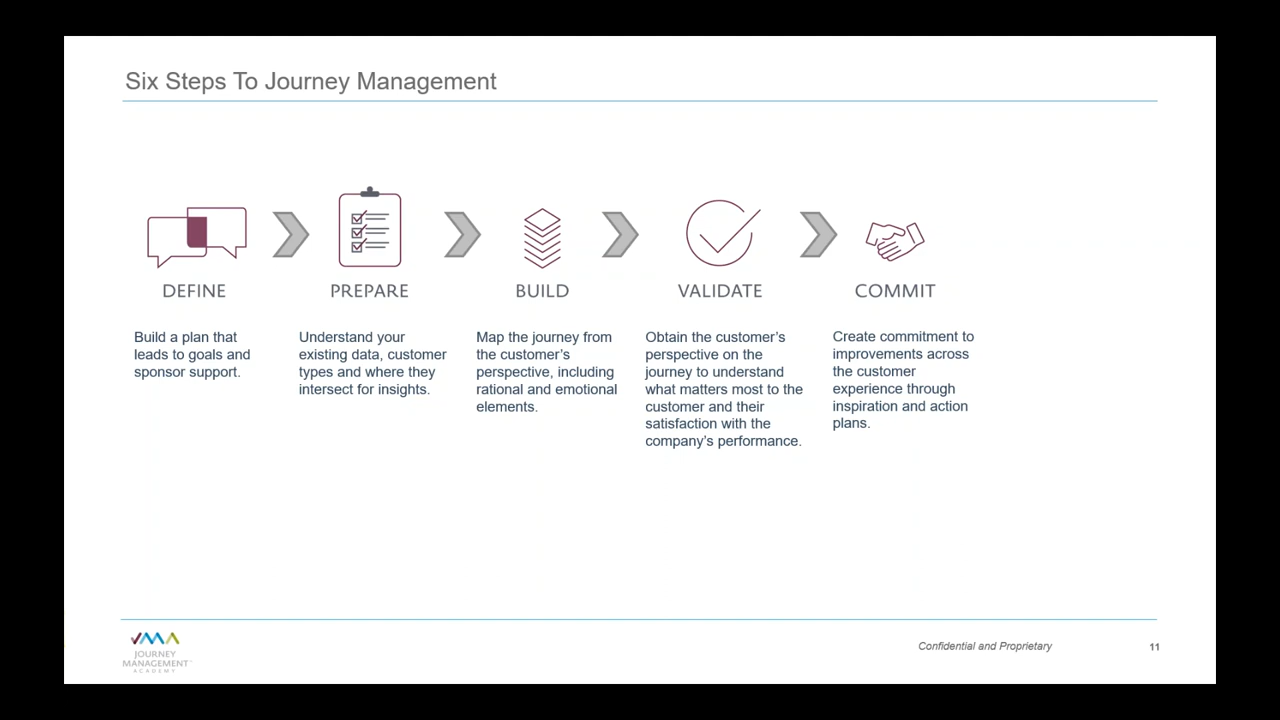 Six Steps To Journey Management
DEFINE
Build a plan that
leads to goals and
sponsor support.
PREPARE
Understand your
existing data, customer
types and where they
intersect for insights.
BUILD
Map the journey from
the customer's
perspective, including
rational and emotional
elements.
VALIDATE
Obtain the customer's
perspective on the
journey to understand
what matters most to the
customer and their
satisfaction with the
company's performance.
COMMIT
Create commitment to
improvements across
the customer
experience through
inspiration and action
plans.
JOURNEY
MANAGEMENT
ACADEMY
Confidential and Proprietary
11